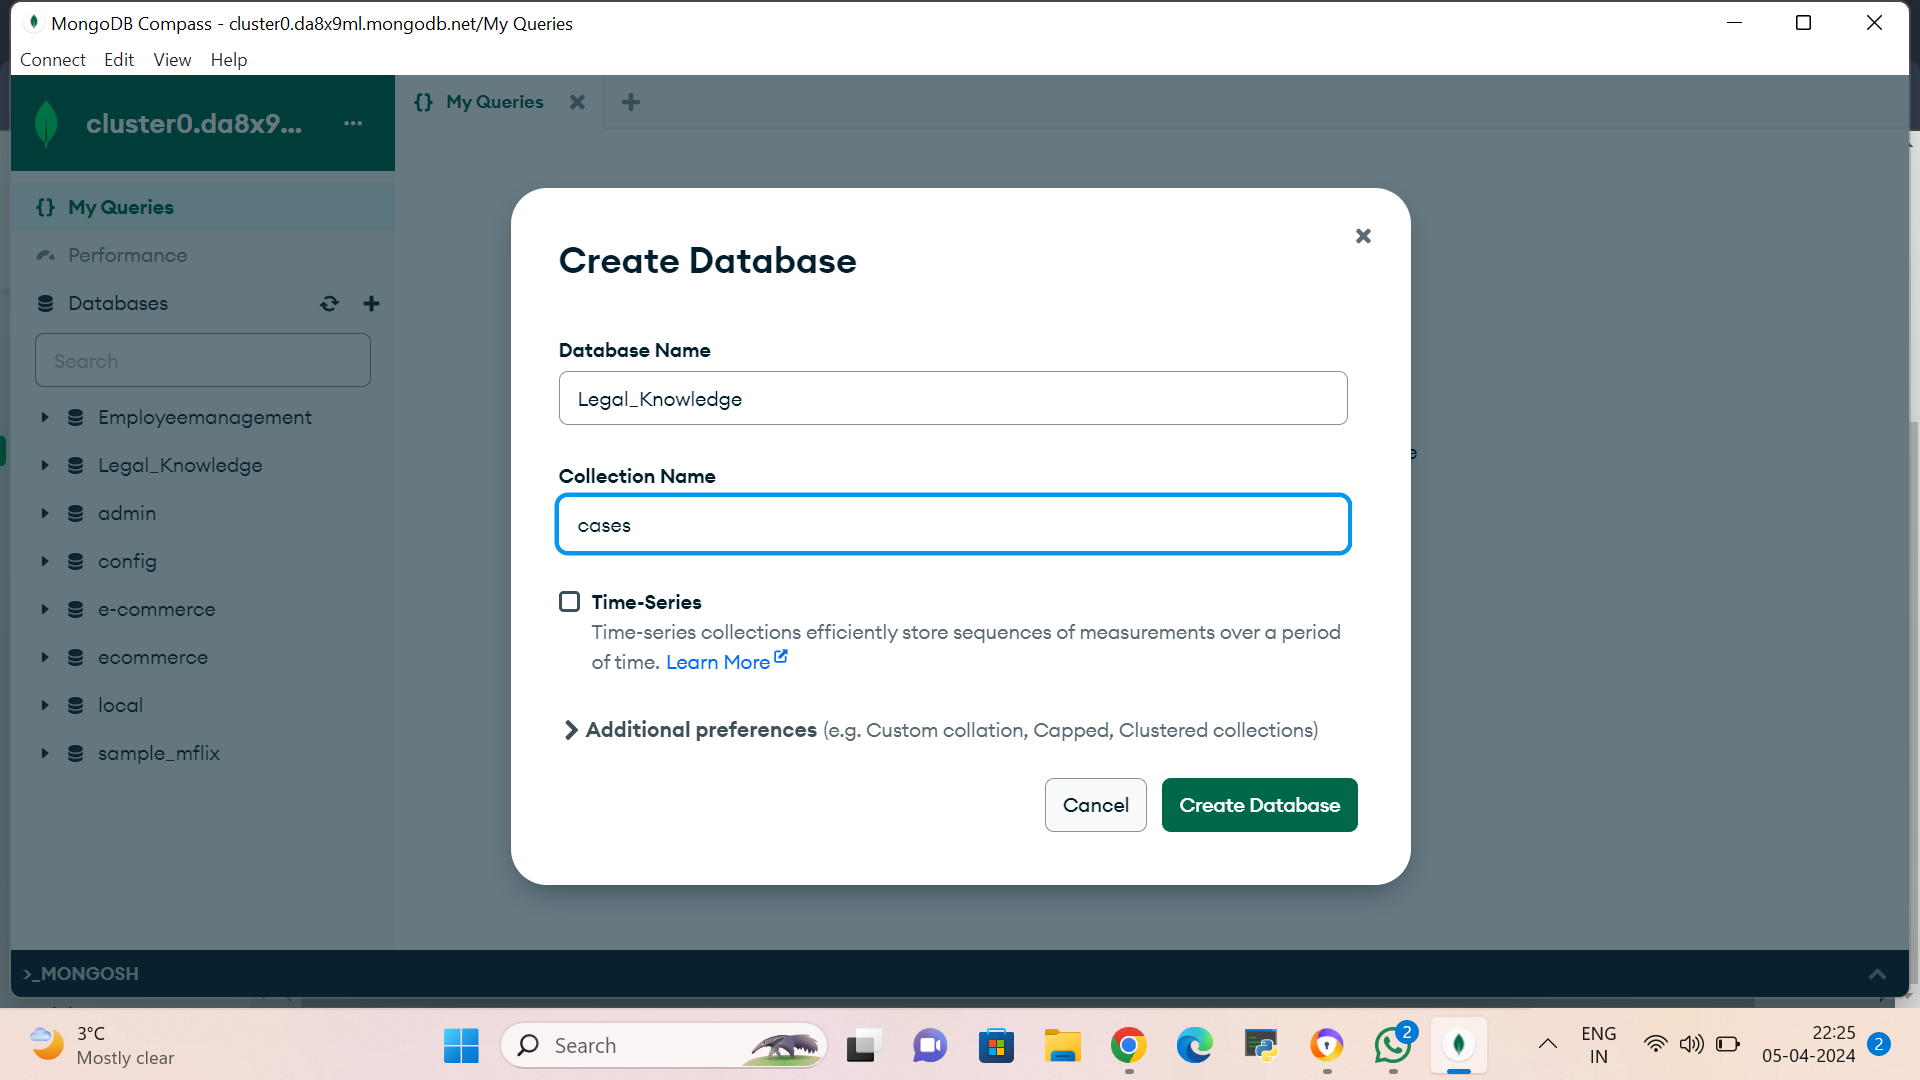 MongoDB Compass - cluster0.da8x9ml.mongodb.net/My Queries
Connect Edit View Help
cluster0.da8x9... ...
{} My Queries
{} My Queries
Performance
Databases
Search
Employeemanagement
Legal_Knowledge
admin
config
e-commerce
ecommerce
local
sample_mflix
Create Database
Database Name
Legal_Knowledge
Collection Name
cases
Time-Series
Time-series collections efficiently store sequences of measurements over a period
of time. Learn More
Additional preferences (e.g. Custom collation, Capped, Clustered collections)
Cancel
Create Database
>_MONGOSH
3°C
Mostly clear
Search
2
ENG
IN
22:25
05-04-2024
2